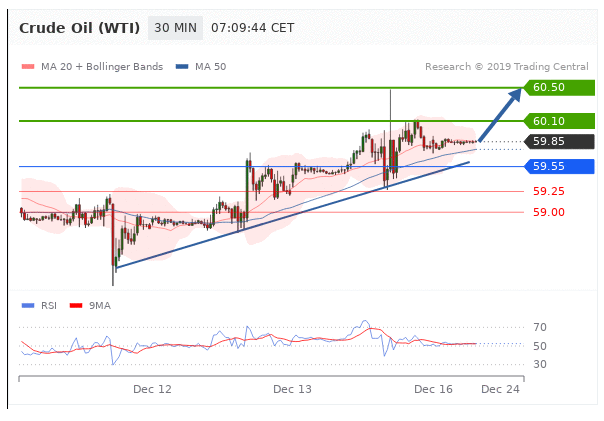 Crude Oil (WTI) 30 MIN 07:09:44 CET
MA 20 + Bollinger Bands MA 50 Research © 2019 Trading Central
60.50
60.10
59.85
59.55
59.25
59.00
RSI 9MA
70
50
30
Dec 12 Dec 13 Dec 16 Dec 24